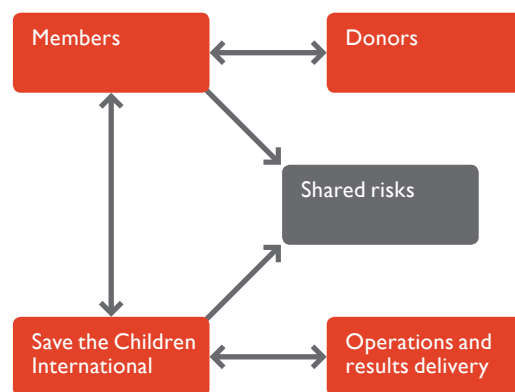 Members
Donors
Shared risks
Save the Children
International
Operations and
results delivery